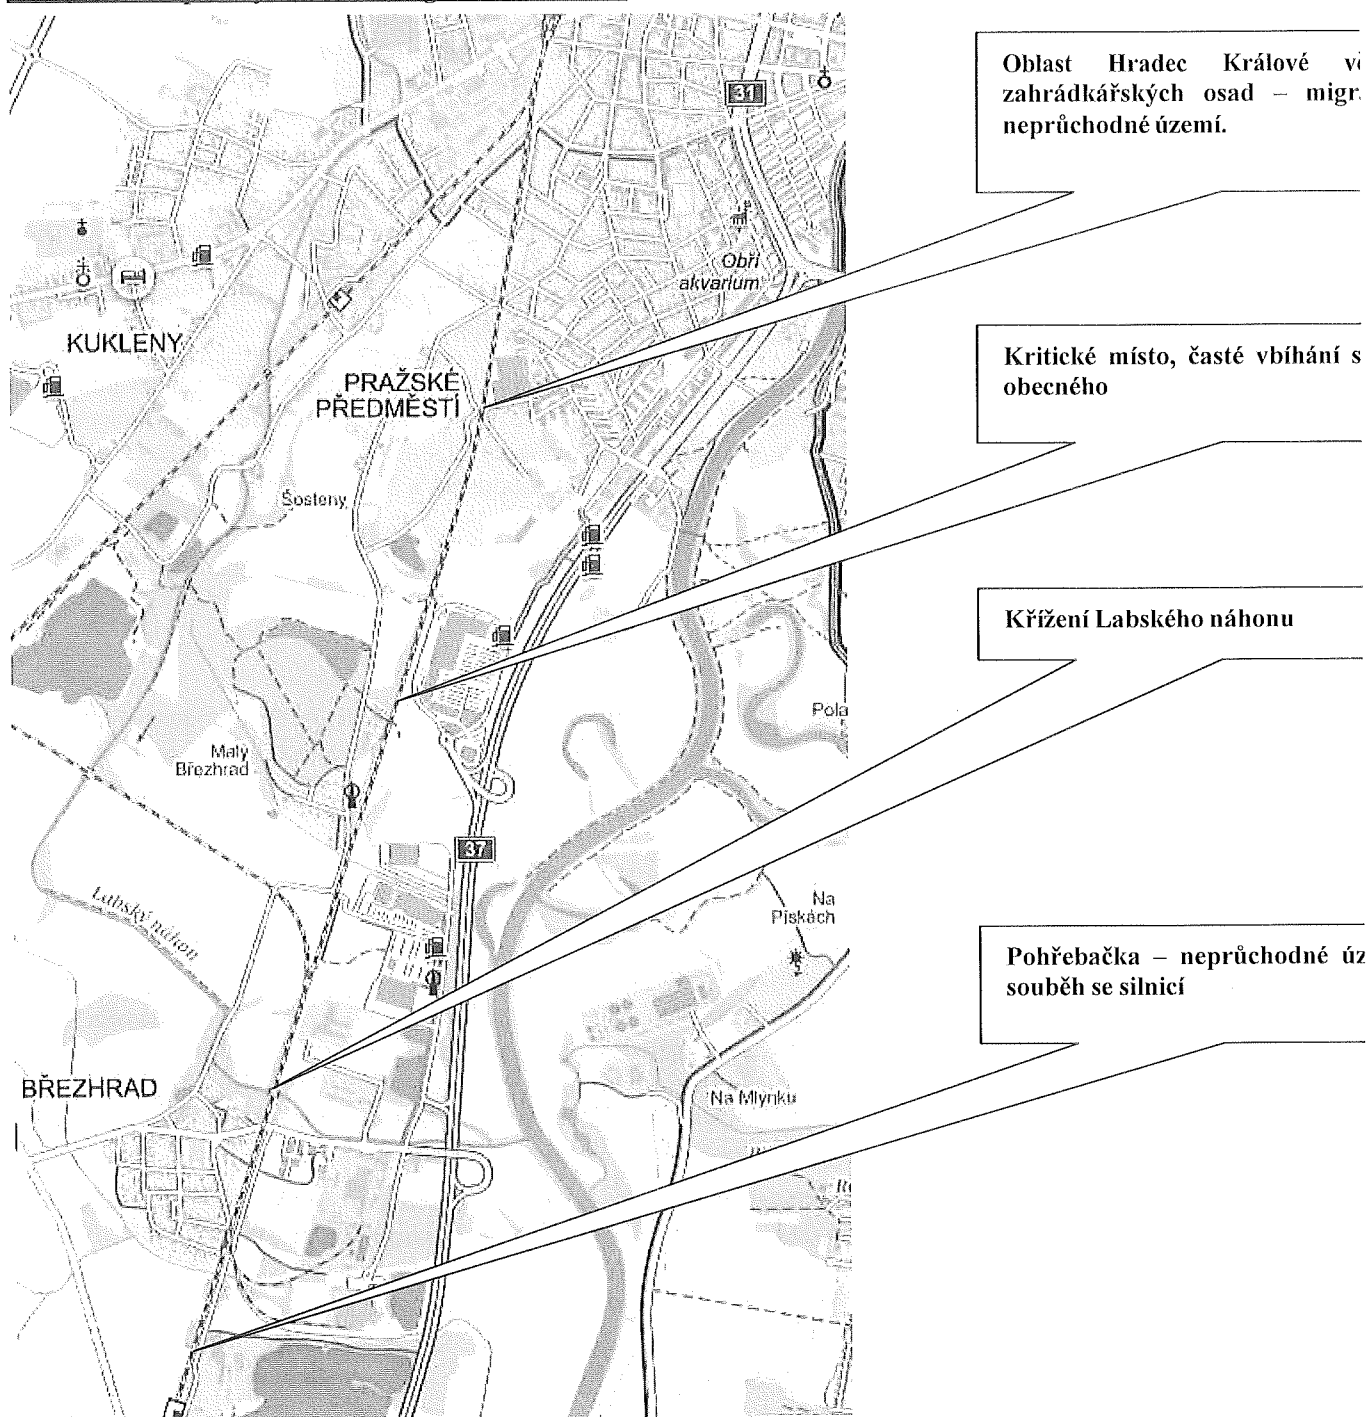 Oblast Hradec Králové
zahrádkářských osad – migr
neprůchodné území.
31
Obří
akvarium
KUKLENY
PRAŽSKÉ
PŘEDMĚSTÍ
Kritické místo, časté vbíhání s
obecného
Šosteny
Křížení Labského náhonu
Pola
Malý
Březhrad
37
Labský náhon
Na
Pískách
Pohřebačka – neprůchodné úz
souběh se silnicí
BŘEZHRAD
Na Mlýnku